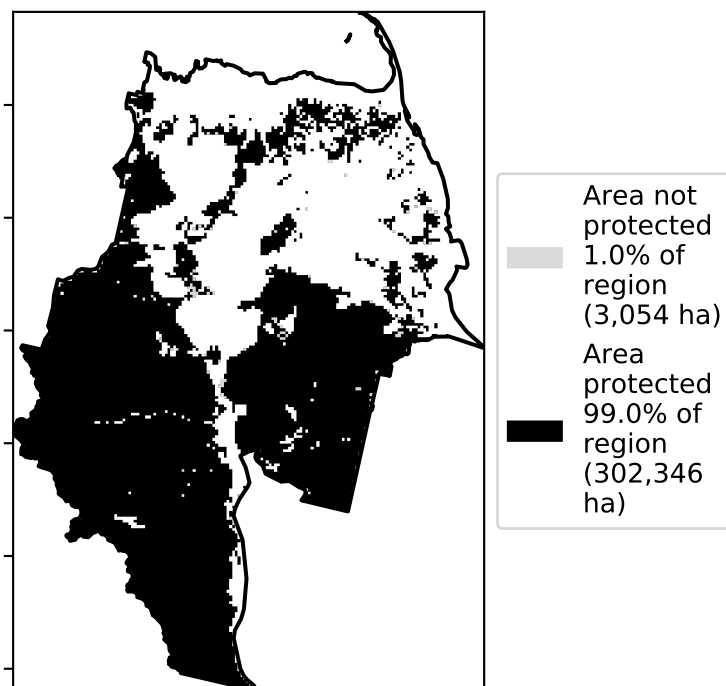 Area not
protected
1.0% of
region
(3,054 ha)
Area
protected
99.0% of
region
(302,346
ha)